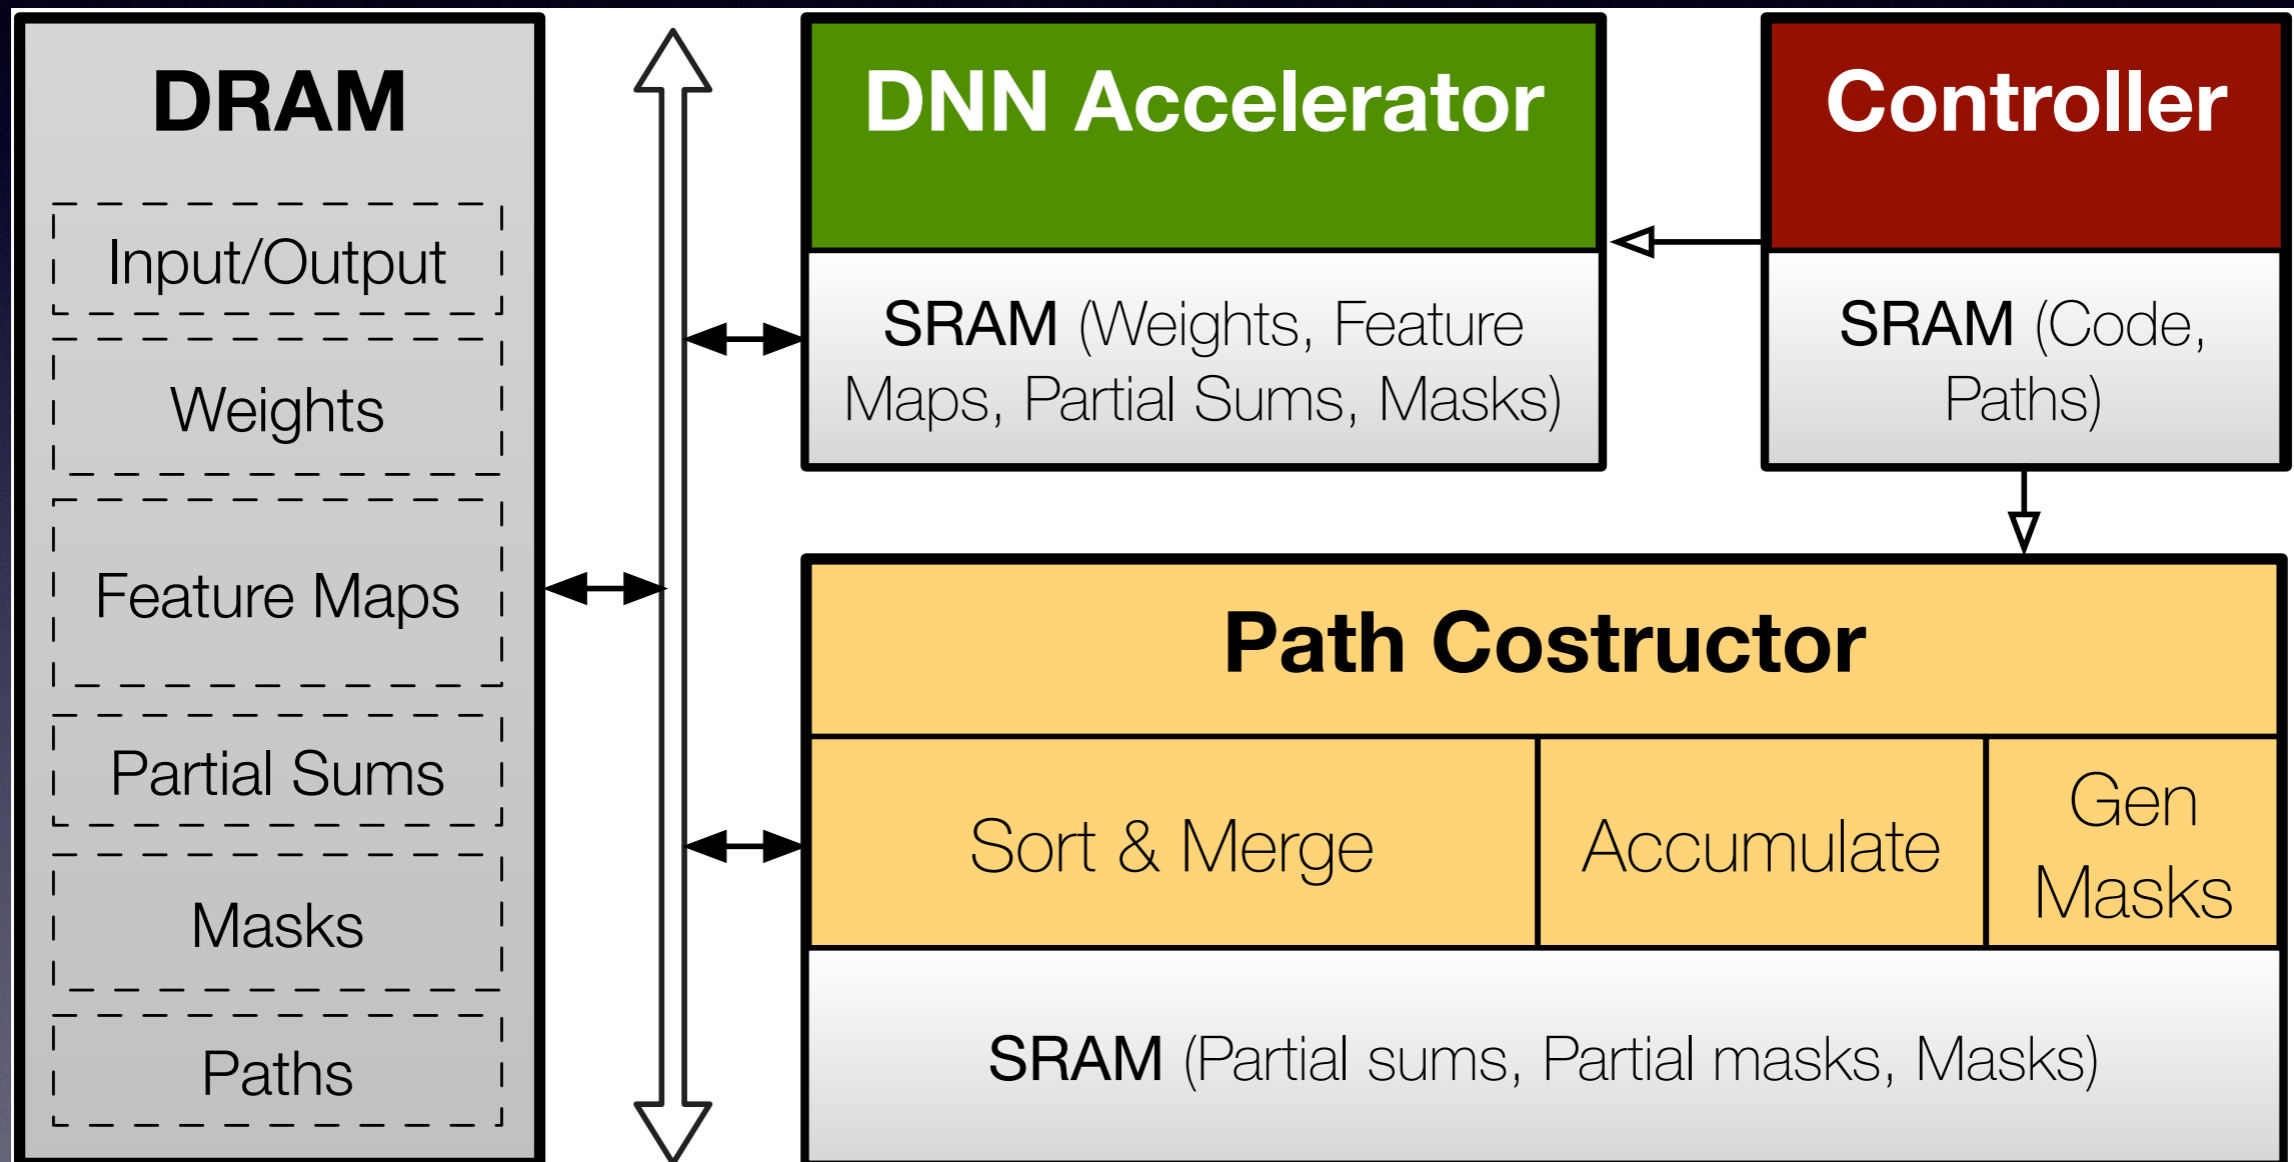 DRAM
Input/Output
Weights
Feature Maps
Partial Sums
Masks
Paths
DNN Accelerator
SRAM (Weights, Feature
Maps, Partial Sums, Masks)
Controller
SRAM (Code,
Paths)
Path Costructor
Sort & Merge
Accumulate
Gen
Masks
SRAM (Partial sums, Partial masks, Masks)